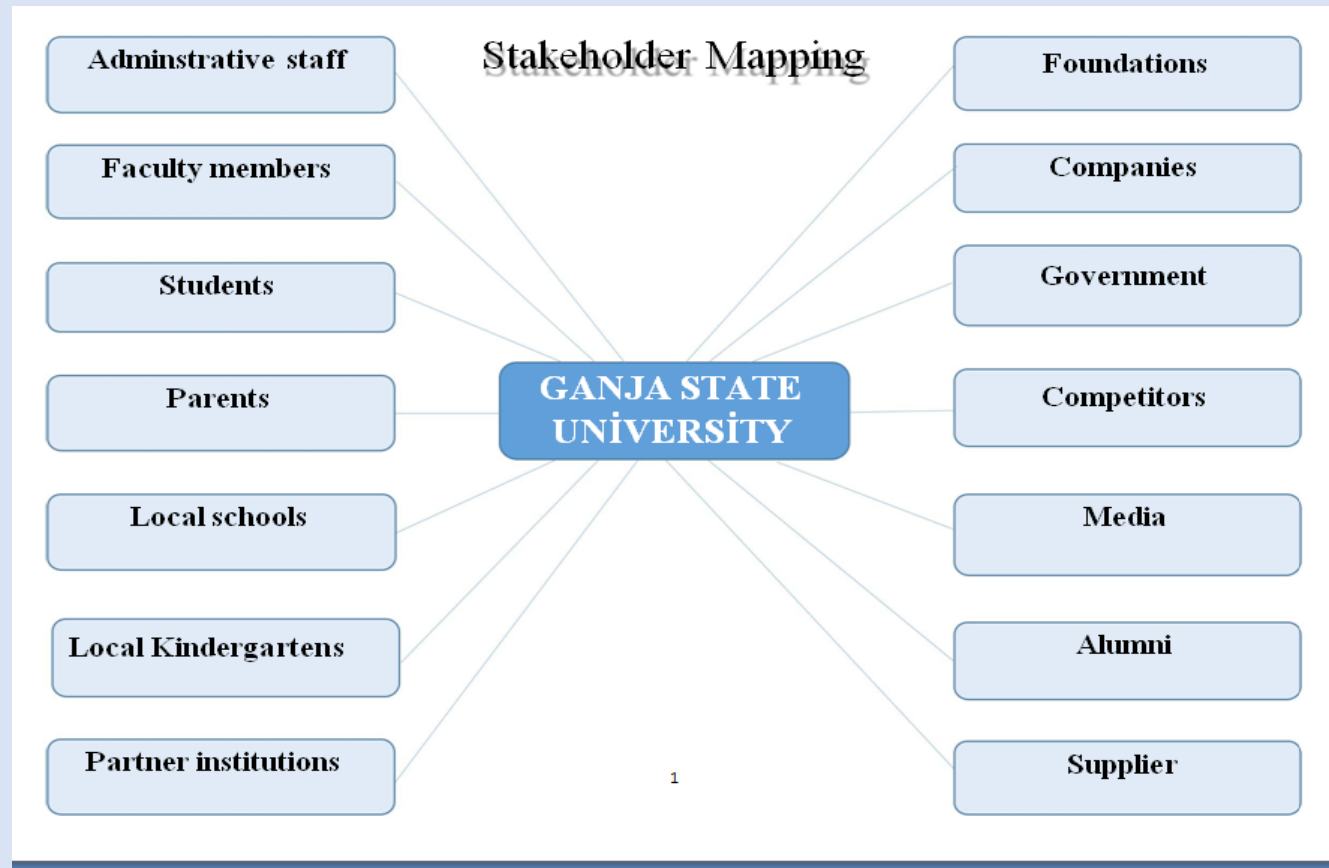 Stakeholder Mapping
Adminstrative staff
Faculty members
Students
Parents
Local schools
Local Kindergartens
Partner institutions
GANJA STATE
UNİVERSİTY
Foundations
Companies
Government
Competitors
Media
Alumni
Supplier
1